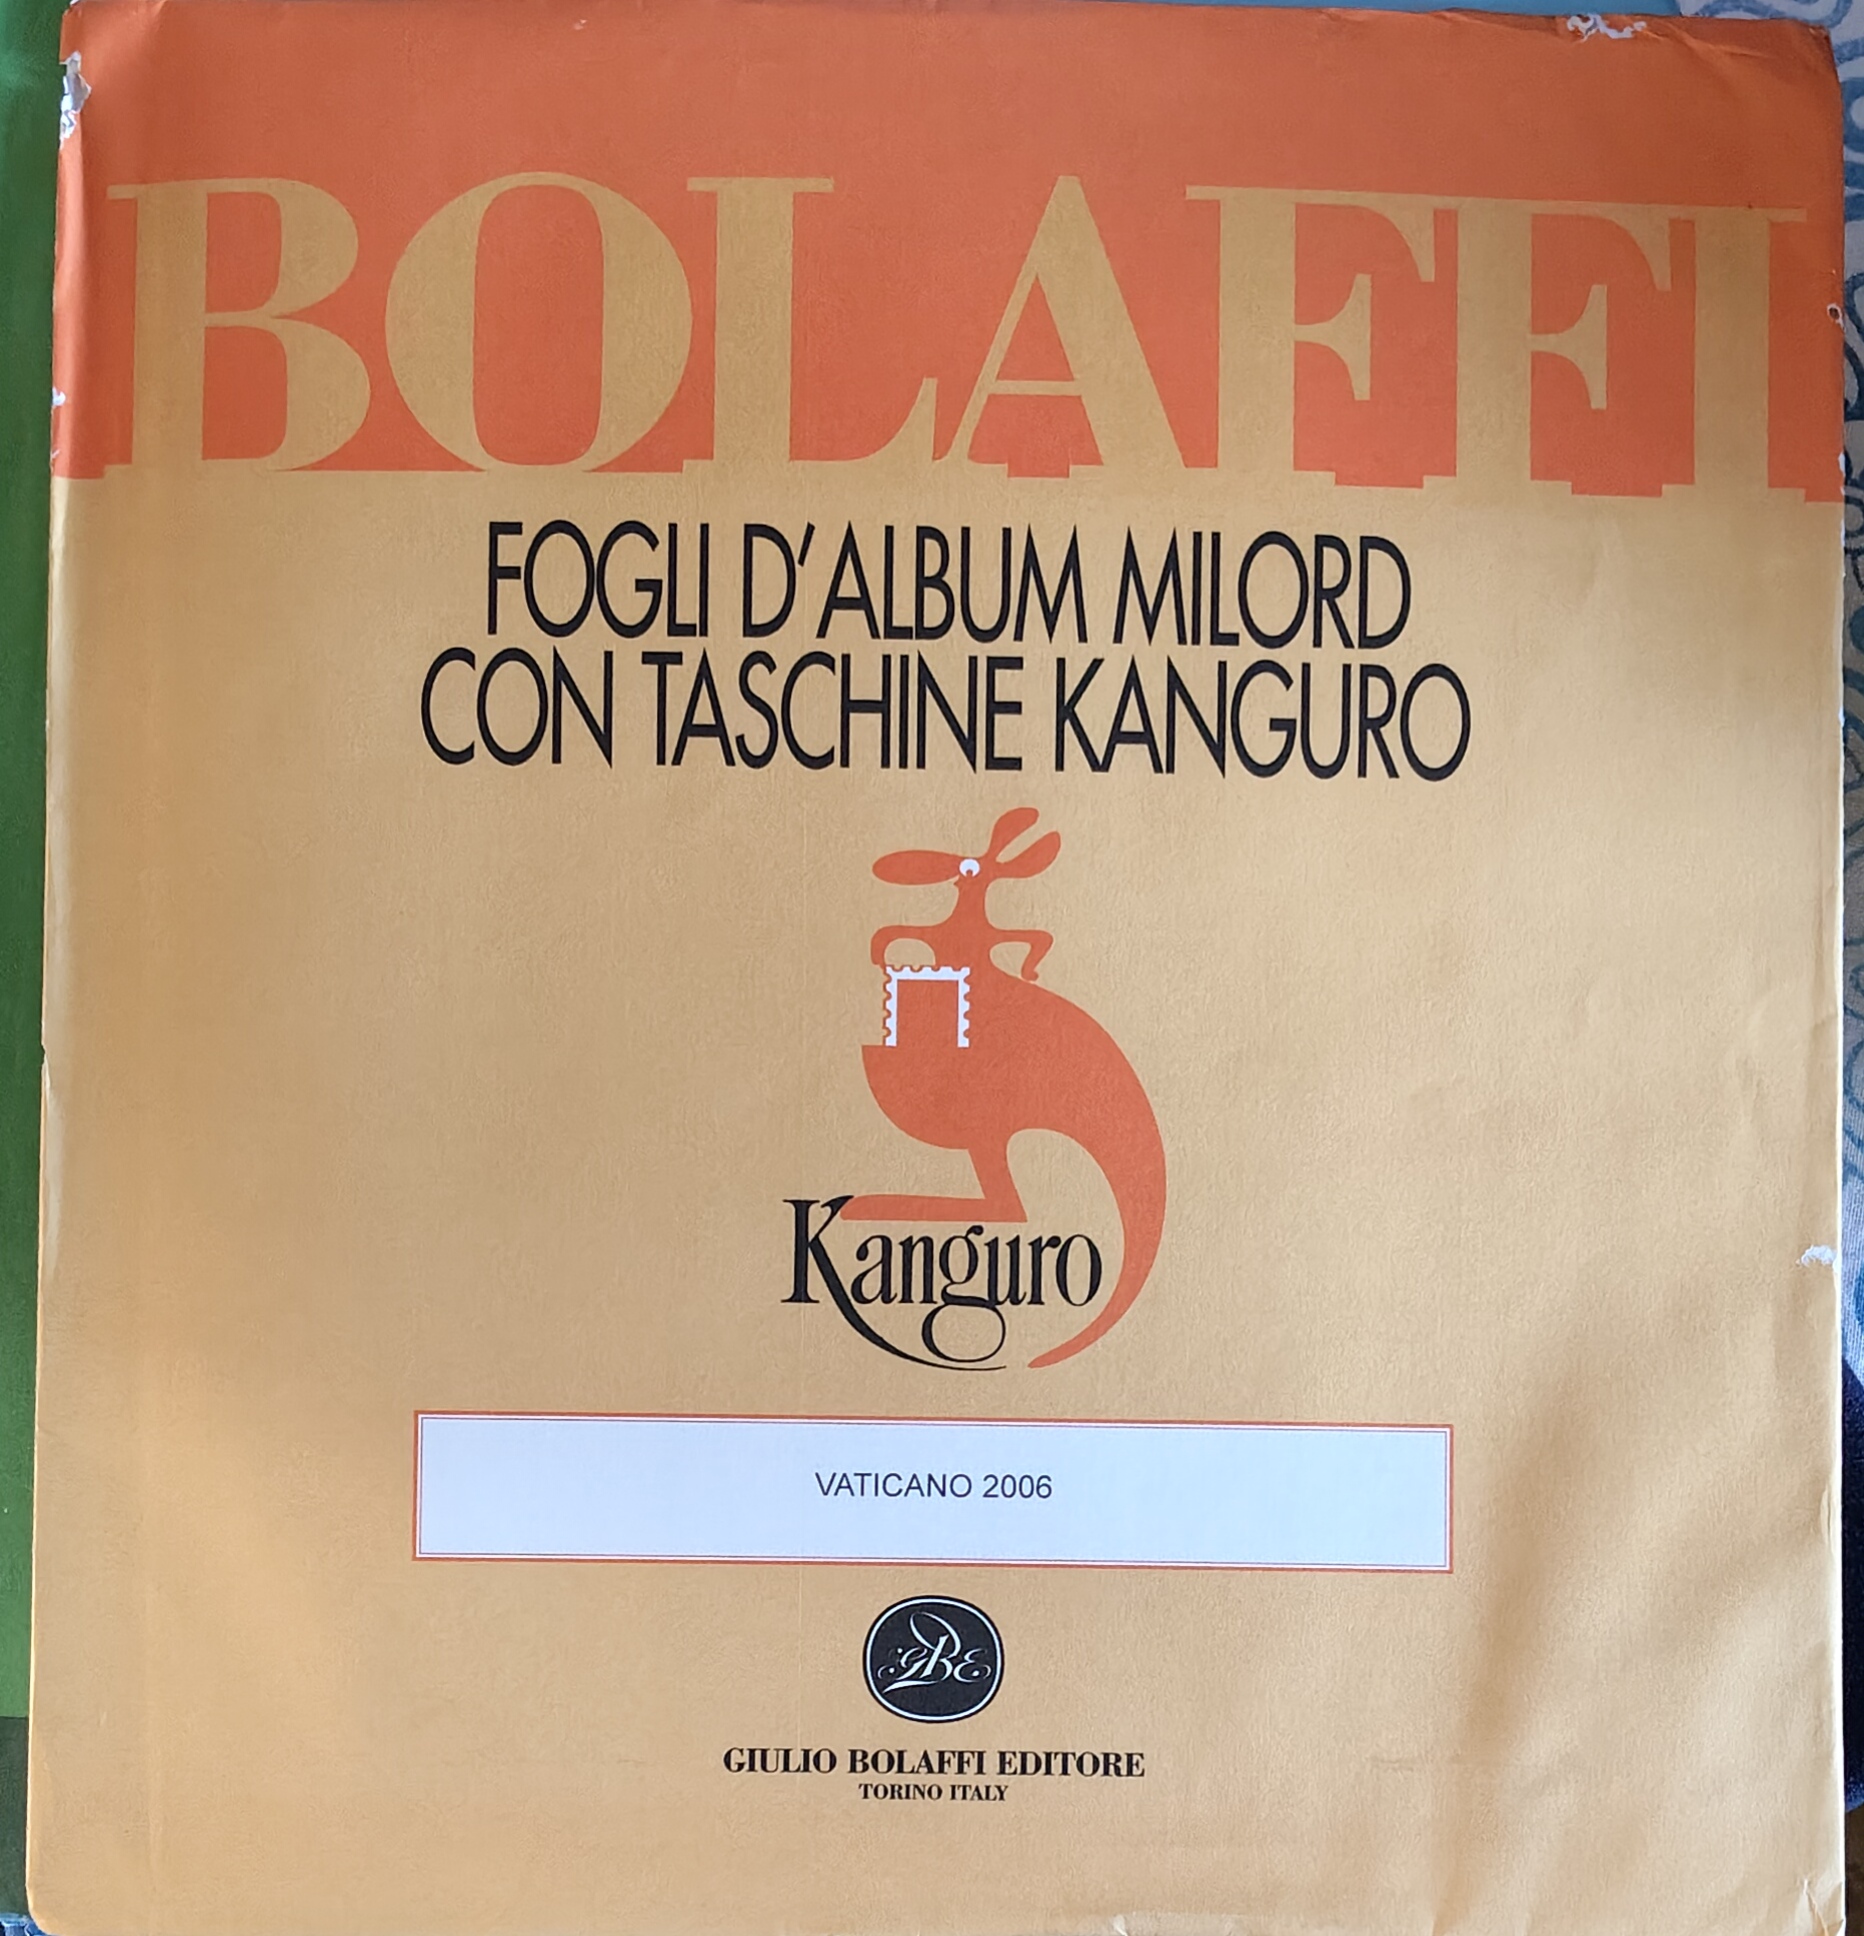 BOLAFFI
FOGLI D'ALBUM MILORD
CON TASCHINE KANGURO
Kanguro
VATICANO 2006
GBE
GIULIO BOLAFFI EDITORE
TORINO ITALY